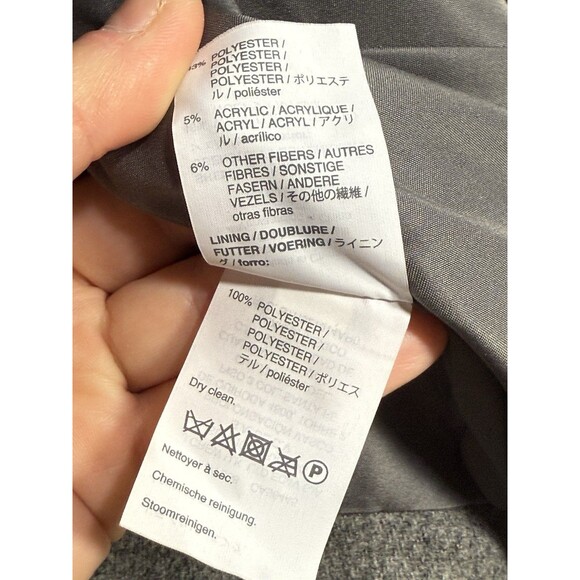 POLYESTER /
POLYESTER /
POLYESTER /
POLYESTER / ポリエステ
ル / poliéster
5% ACRYLIC / ACRYLIQUE /
ACRYL / ACRYL / アクリ
ル / acrílico
6% OTHER FIBERS / AUTRES
FIBRES / SONSTIGE
FASERN / ANDERE
VEZELS / その他の繊維 /
otras fibras
LINING / DOUBLURE /
FUTTER / VOERING / ライニン
グ / forro:
100% POLYESTER /
POLYESTER /
POLYESTER /
POLYESTER / ポリエス
テル / poliéster
Dry clean.
P
Nettoyer à sec.
Chemische reinigung.
Stoomreinigen.